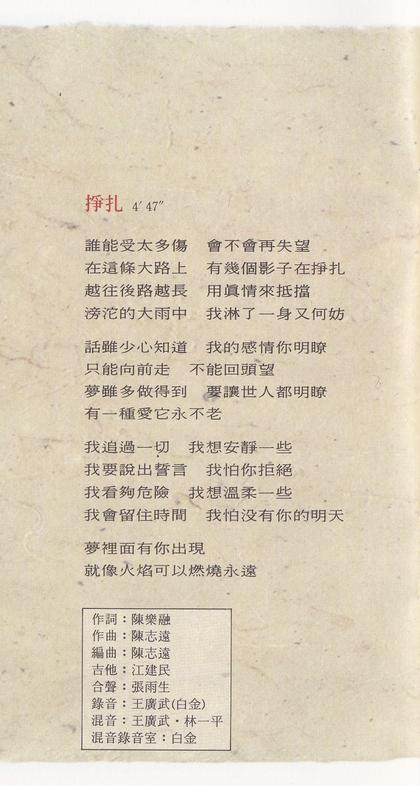 掙扎 4′47″
誰能受太多傷　會不會再失望
在這條大路上　有幾個影子在掙扎
越往後路越長　用眞情來抵擋
滂沱的大雨中　我淋了一身又何妨
話雖少心知道　我的感情你明瞭
只能向前走　不能回頭望
夢雖多做得到　要讓世人都明瞭
有一種愛它永不老
我追過一切　我想安靜一些
我要說出誓言　我怕你拒絕
我看夠危險　我想溫柔一些
我會留住時間　我怕没有你的明天
夢裡面有你出現
就像火焰可以燃燒永遠
作詞：陳樂融
作曲：陳志遠
編曲：陳志遠
吉他：江建民
合聲：張雨生
錄音：王廣武(白金)
混音：王廣武・林一平
混音錄音室：白金